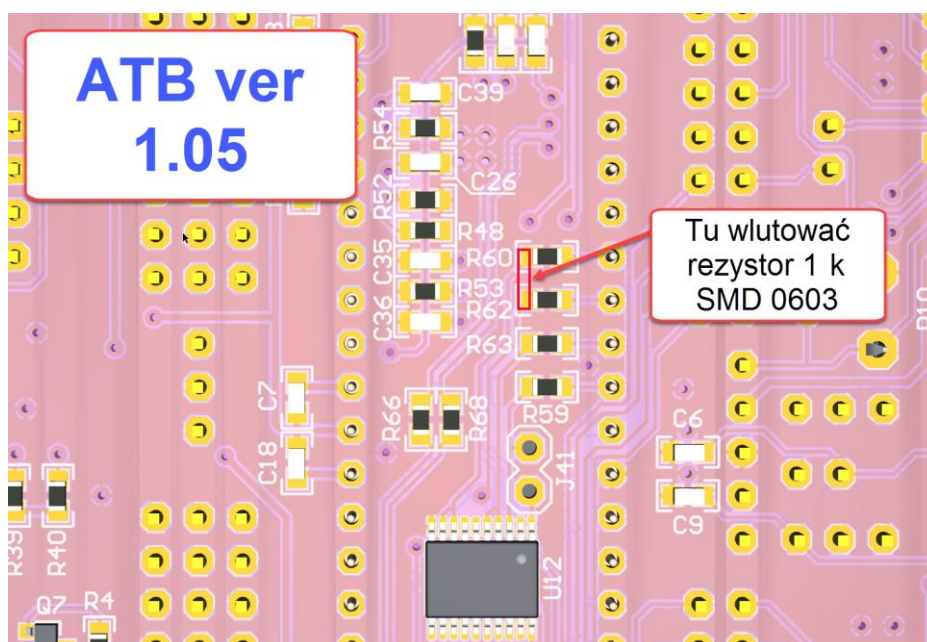 ATB ver
1.05
C39
R54
C26
R52
R48
R60
C35
R53
R62
C36
R63
Tu wlutować
rezystor 1 k
SMD 0603
C7
R66
R68
R59
C6
C18
J41
C9
R39
R40
U12
Q7
R4